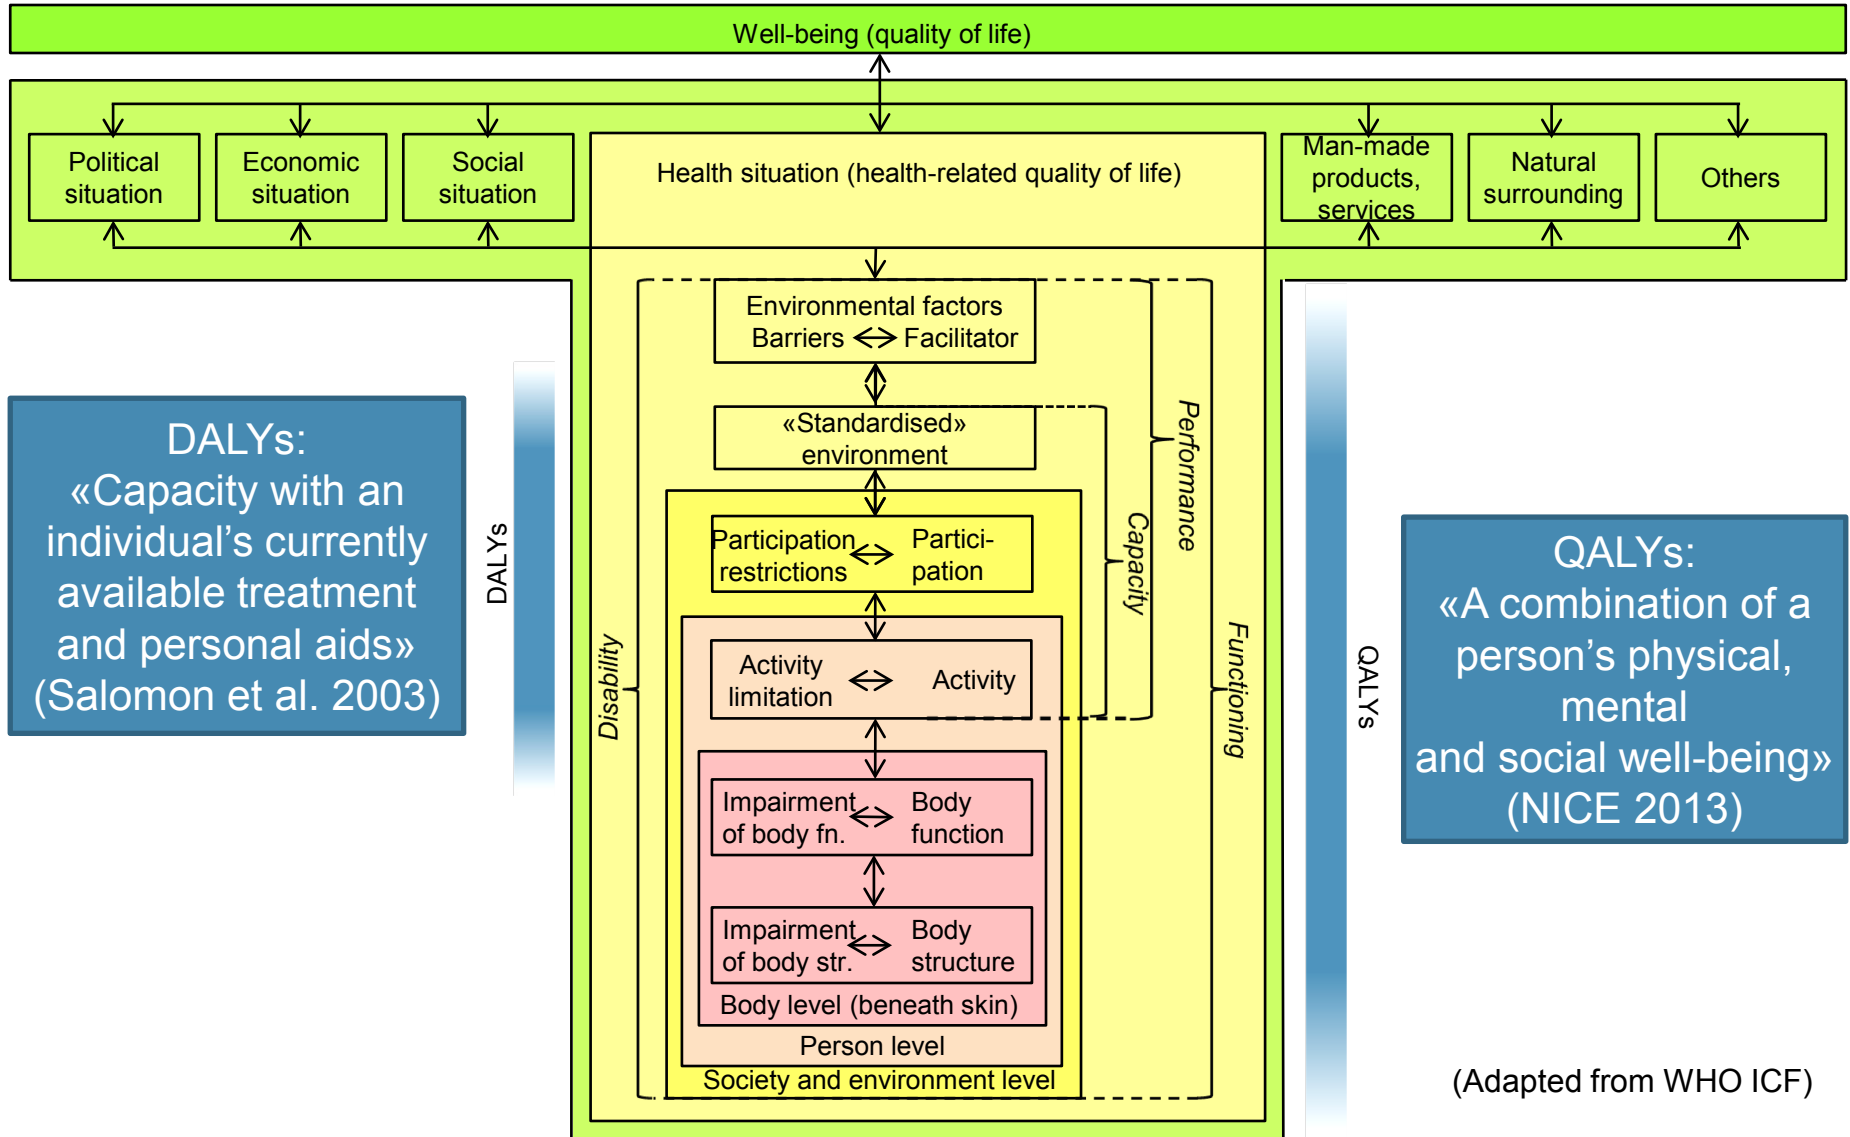 Well-being (quality of life)
Political
situation
Economic
situation
Social
situation
Health situation (health-related quality of life)
Man-made
products,
services
Natural
surrounding
Others
Environmental factors
Barriers
Facilitator
«Standardised»
environment
Participation
restrictions
Partici-
pation
Activity
limitation
Activity
Impairment
of body fn.
Body
function
Impairment
of body str.
Body
structure
Body level (beneath skin)
Person level
Society and environment level
Disability
Capacity
Performance
Functioning
DALYs:
«Capacity with an
individual’s currently
available treatment
and personal aids»
(Salomon et al. 2003)
DALYs
QALYs
QALYs:
«A combination of a
person’s physical,
mental
and social well-being»
(NICE 2013)
(Adapted from WHO ICF)